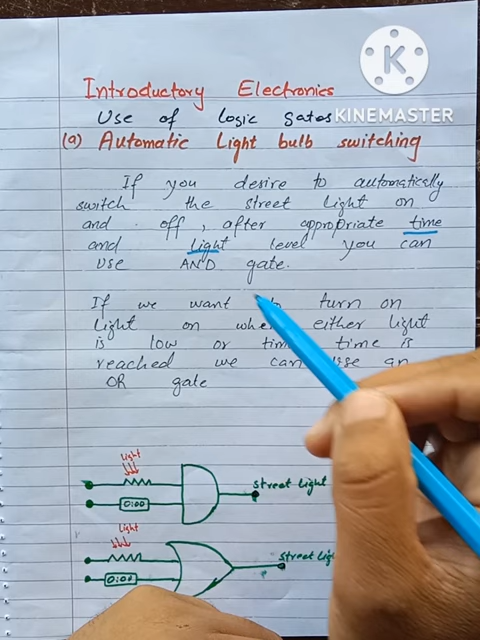 KINEMASTER
Introductory Electronics
Use of logic gates
(a) Automatic Light bulb switching
If you desire to automatically
switch the street light on
and off, after appropriate time
and light level you can
use AND gate.
If we want to turn on
light on when either light
is low or time time is
reached we can use an
OR gate
Light
0:00
Street light
Light
0:00
Street